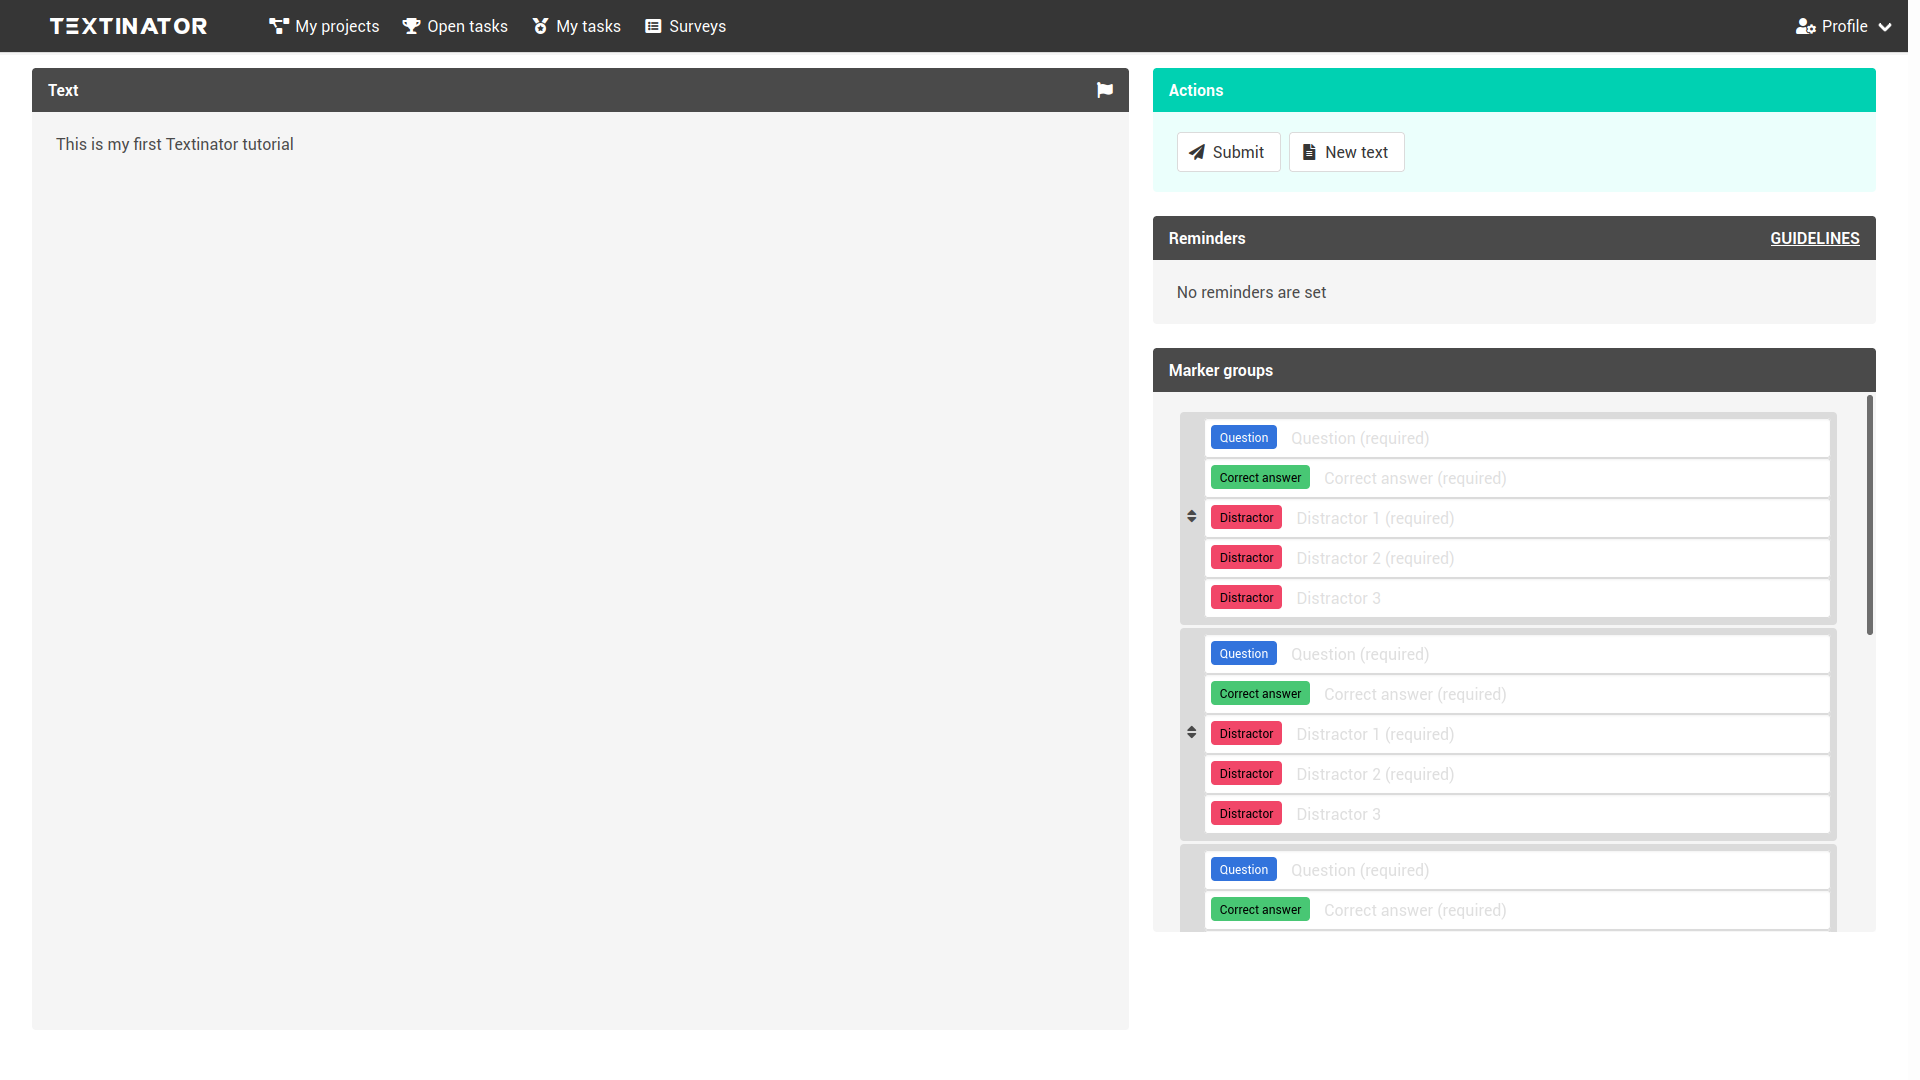 TEXTINATOR My projects Open tasks My tasks Surveys Profile
Text
This is my first Textinator tutorial
Actions
Submit New text
Reminders GUIDELINES
No reminders are set
Marker groups
Question Question (required)
Correct answer Correct answer (required)
Distractor Distractor 1 (required)
Distractor Distractor 2 (required)
Distractor Distractor 3
Question Question (required)
Correct answer Correct answer (required)
Distractor Distractor 1 (required)
Distractor Distractor 2 (required)
Distractor Distractor 3
Question Question (required)
Correct answer Correct answer (required)